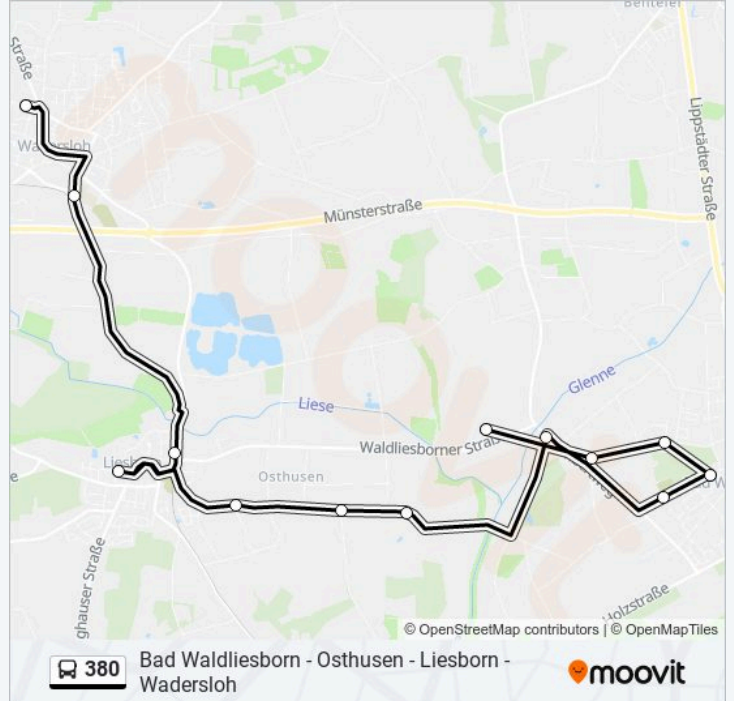 Benteler
straße
Wadersloh
Lippstädter Straße
Münsterstraße
Glenne
Liese
Waldliesborner Straß
Liesb
Osthusen
ghauser Straße
Holzstraße
© OpenStreetMap contributors | © OpenMapTiles
380
Bad Waldliesborn - Osthusen - Liesborn -
Wadersloh
moovit